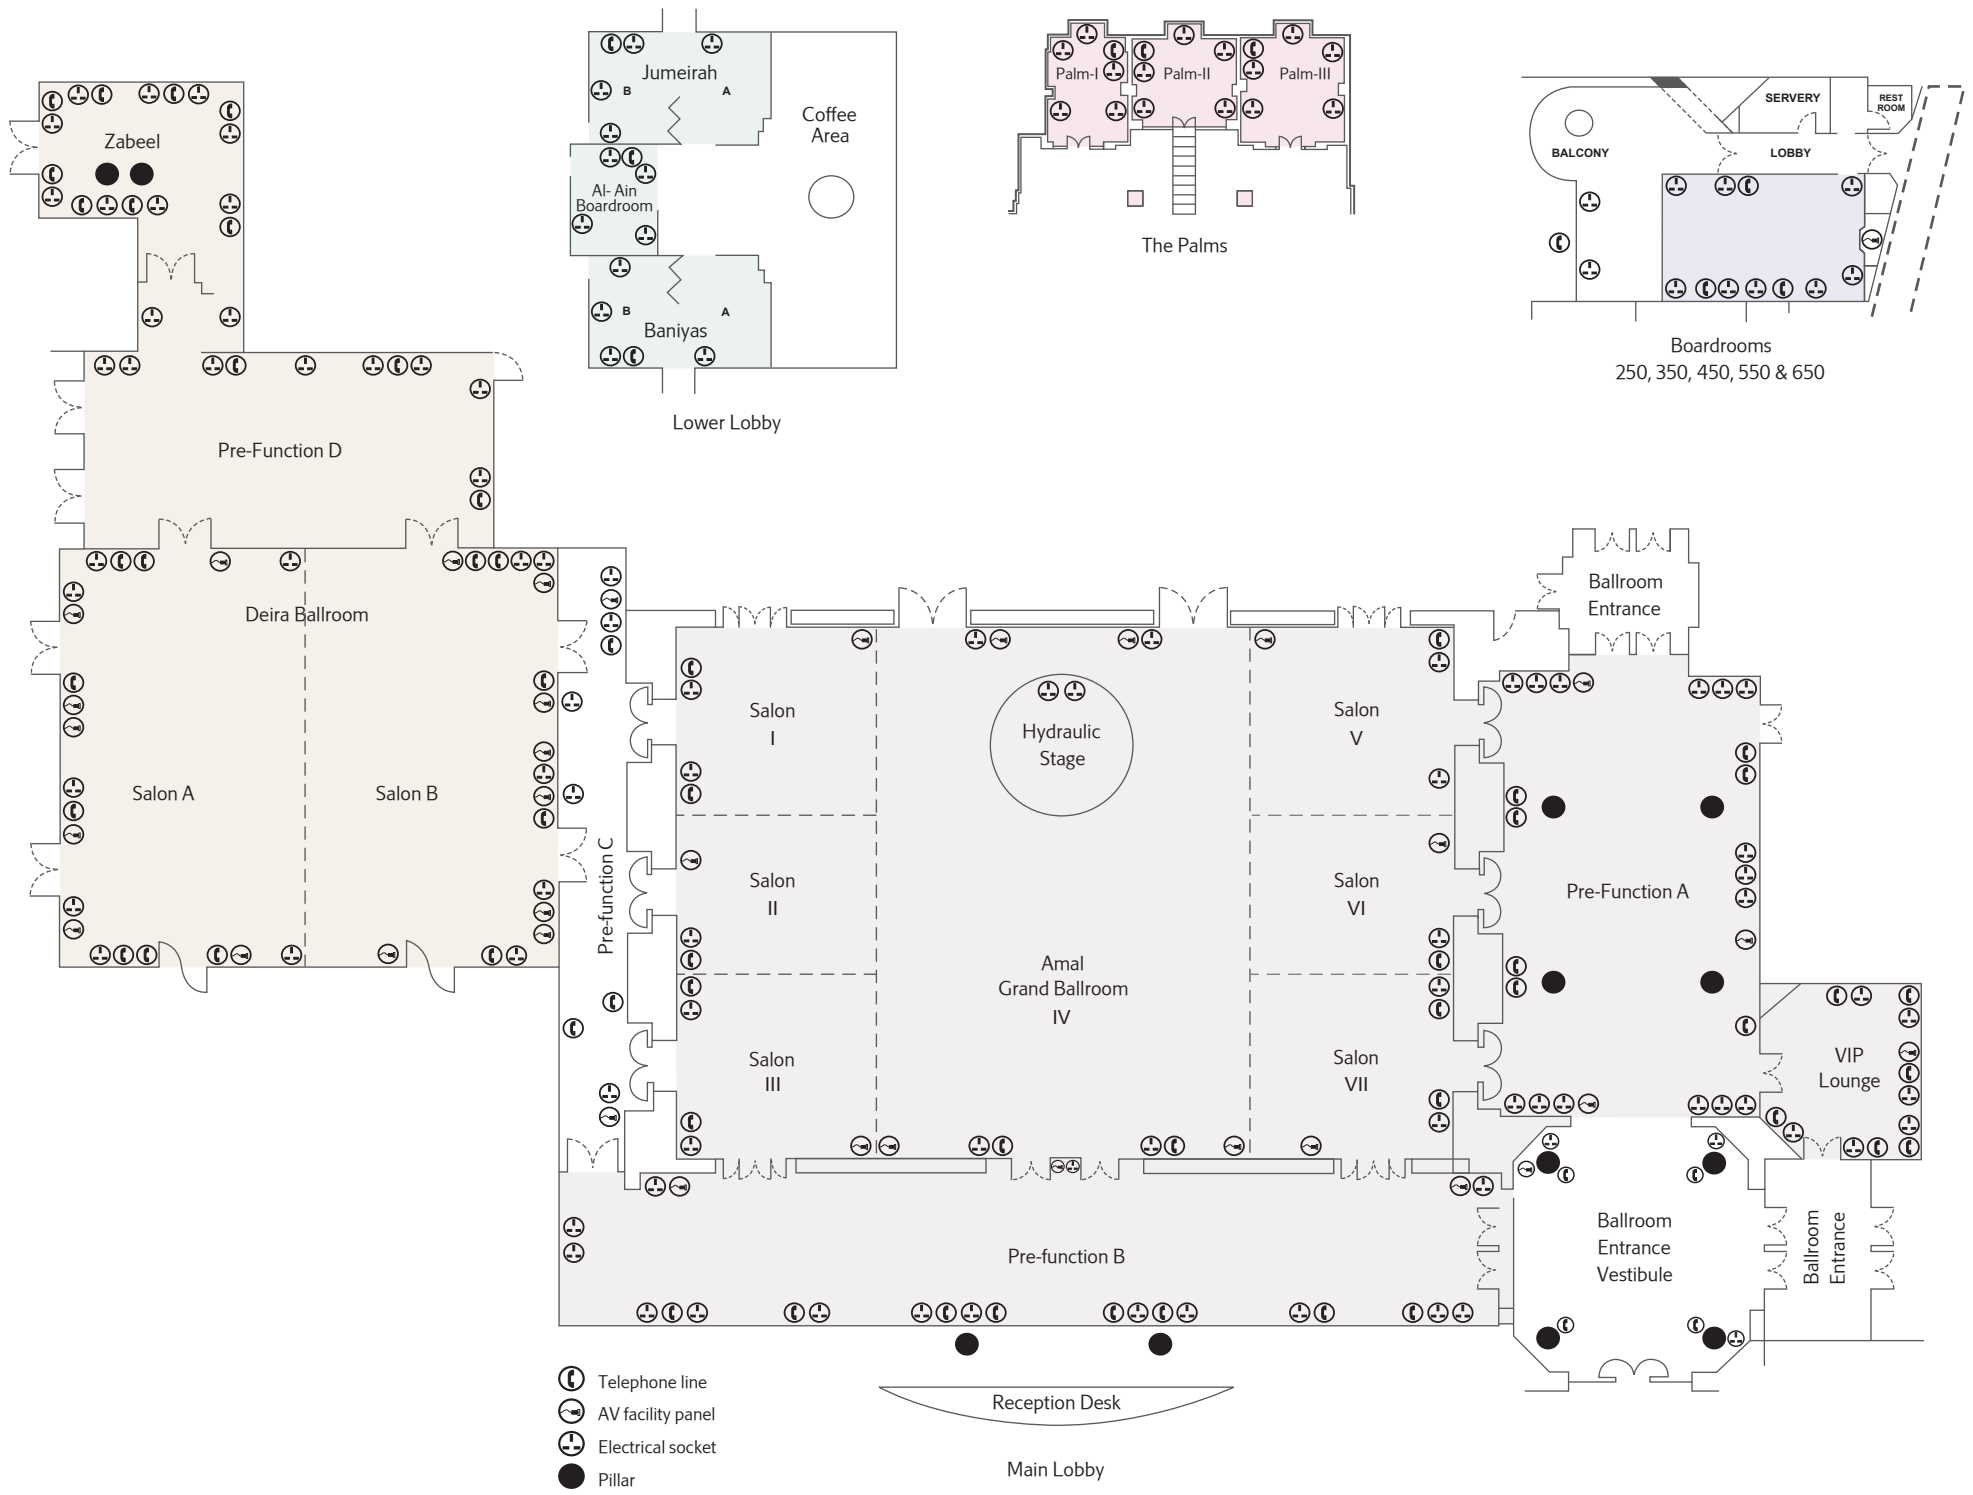 Jumeirah
B
A
Al- Ain
Boardroom
B
A
Baniyas
Coffee
Area
Lower Lobby
Palm-I
Palm-II
Palm-III
The Palms
SERVERY
REST
ROOM
BALCONY
LOBBY
Boardrooms
250, 350, 450, 550 & 650
Zabeel
Pre-Function D
Deira Ballroom
Salon A
Salon B
Pre-function C
Salon
I
Salon
II
Salon
III
Hydraulic
Stage
Amal
Grand Ballroom
IV
Salon
V
Salon
VI
Salon
VII
Ballroom
Entrance
Pre-Function A
VIP
Lounge
Pre-function B
Ballroom
Entrance
Vestibule
Ballroom
Entrance
Telephone line
AV facility panel
Electrical socket
Pillar
Reception Desk
Main Lobby